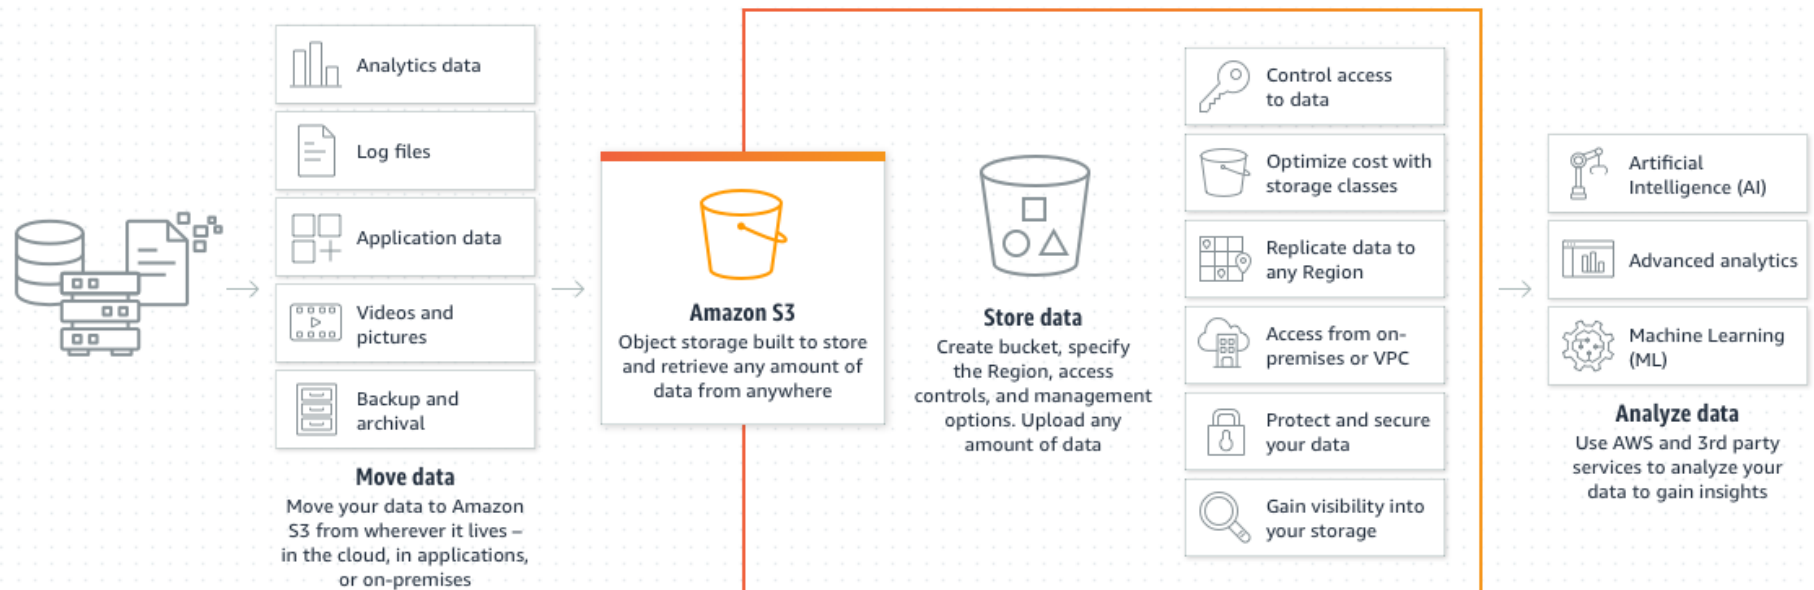 Analytics data
Log files
Application data
Videos and
pictures
Backup and
archival
Move data
Move your data to Amazon
S3 from wherever it lives –
in the cloud, in applications,
or on-premises
Amazon S3
Object storage built to store
and retrieve any amount of
data from anywhere
Store data
Create bucket, specify
the Region, access
controls, and management
options. Upload any
amount of data
Control access
to data
Optimize cost with
storage classes
Replicate data to
any Region
Access from on-
premises or VPC
Protect and secure
your data
Gain visibility into
your storage
Artificial
Intelligence (AI)
Advanced analytics
Machine Learning
(ML)
Analyze data
Use AWS and 3rd party
services to analyze your
data to gain insights